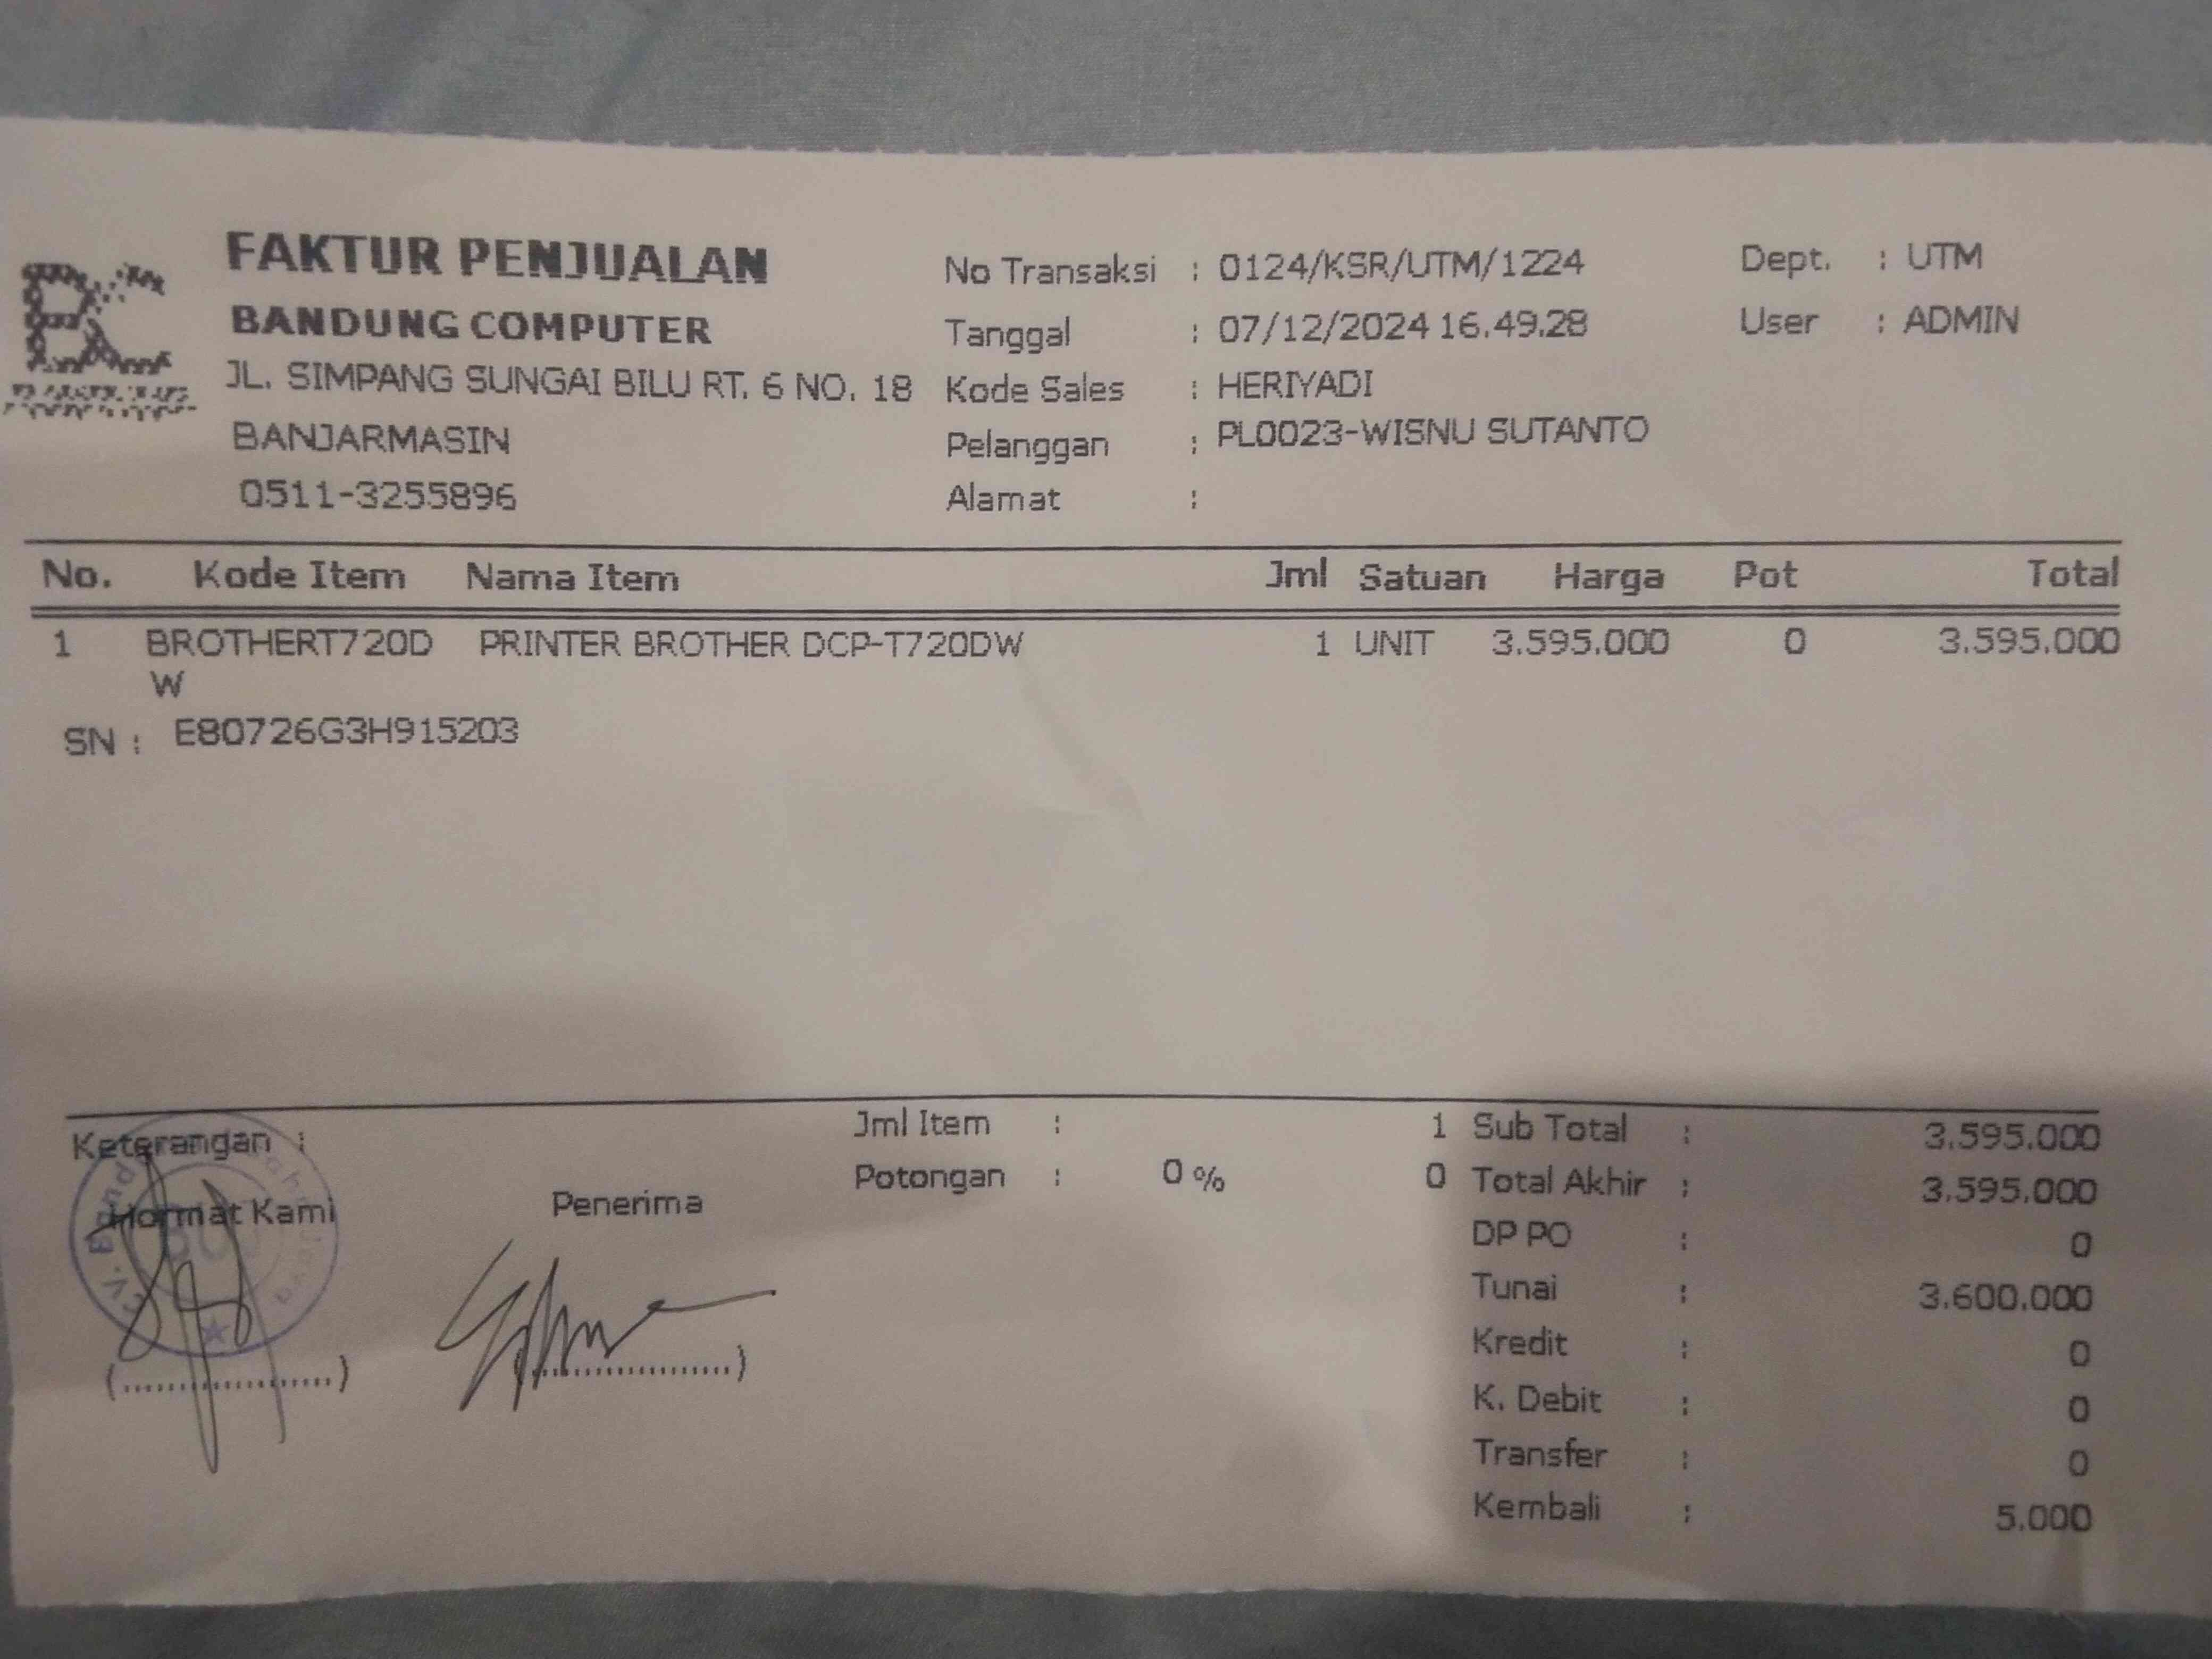 FAKTUR PENJUALAN
BANDUNG COMPUTER
JL. SIMPANG SUNGAI BILU RT. 6 NO. 18
BANJARMASIN
0511-3255896
No Transaksi : 0124/KSR/UTM/1224
Tanggal : 07/12/2024 16.49.28
Kode Sales : HERIYADI
Pelanggan : PL0023-WISNU SUTANTO
Alamat :
Dept. : UTM
User : ADMIN
No. Kode Item Nama Item Jml Satuan Harga Pot Total
1 BROTHERT720D PRINTER BROTHER DCP-T720DW 1 UNIT 3.595.000 0 3.595.000
W
SN : E80726G3H915203
Keterangan :
Hormat Kami
(....................)
Penerima
(....................)
Jml Item : 1
Potongan : 0 % 0
Sub Total : 3.595.000
Total Akhir : 3.595.000
DP PO : 0
Tunai : 3.600.000
Kredit : 0
K. Debit : 0
Transfer : 0
Kembali : 5.000